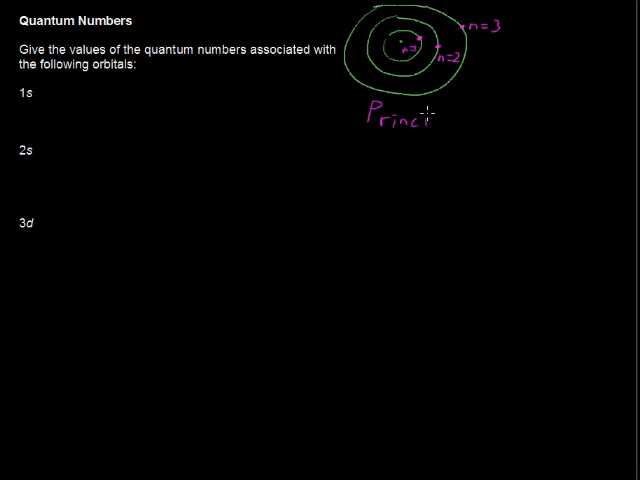 Quantum Numbers
Give the values of the quantum numbers associated with
the following orbitals:
1s
2s
3d
n=3
n=1
n=2
Princi